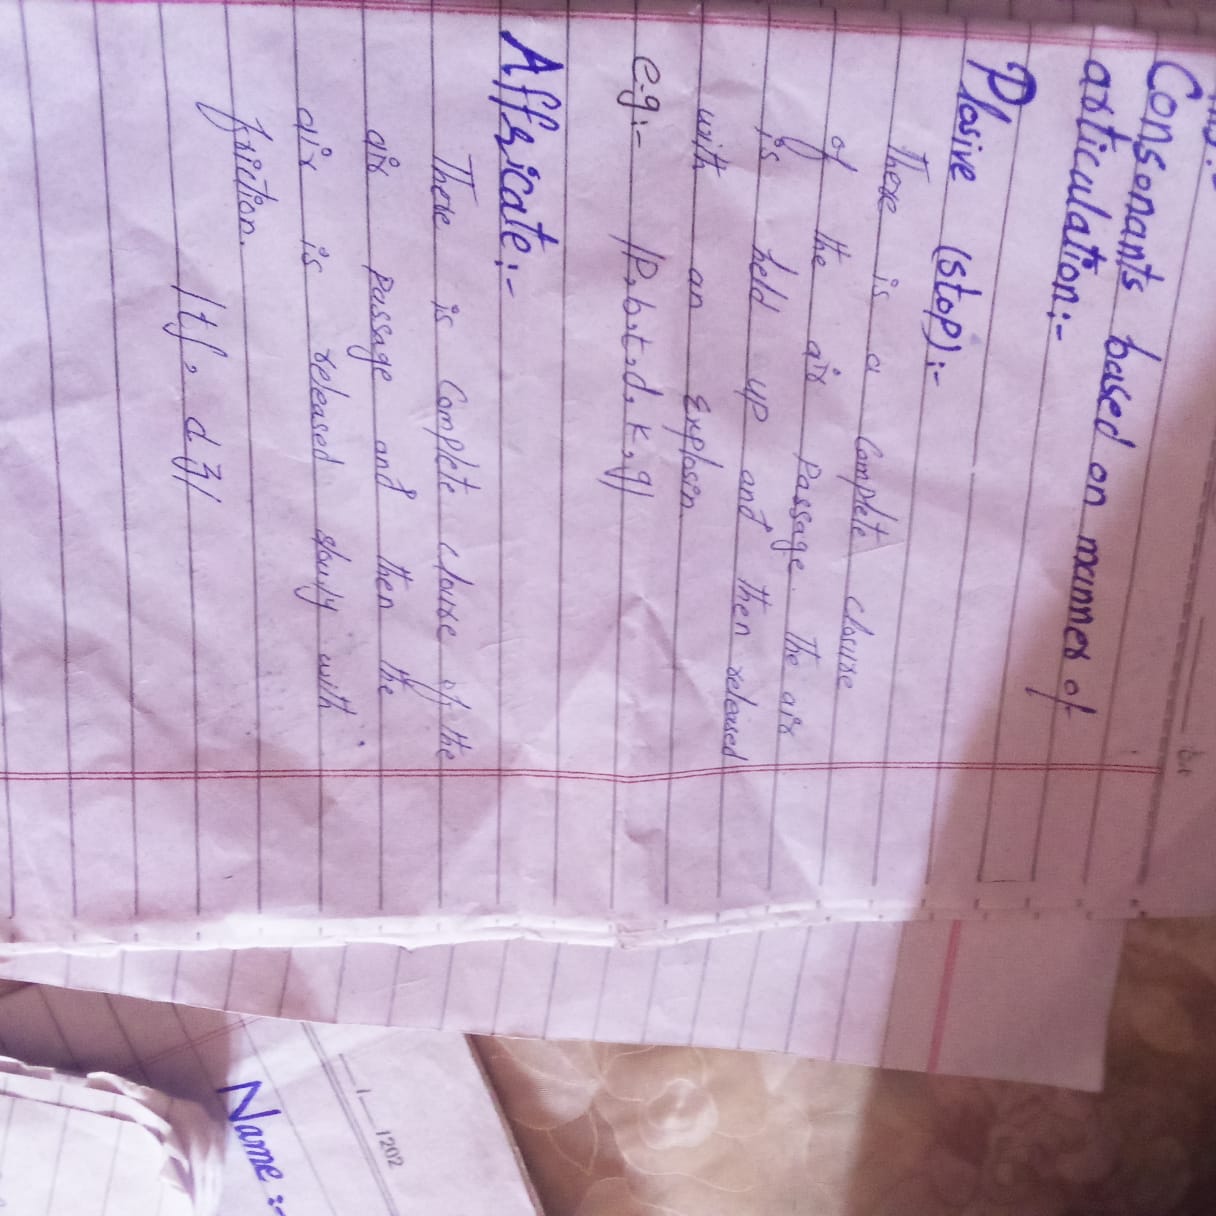 Consonants based on manner of
articulation:-
Plosive (stop):-
There is a complete closure
of the air passage. The air
is held up and then released
with an explosn
e.g:- /P,b,t,d,k,g/
Affricate:-
There is complete closure of the
air passage and then the
air is released slowly with
friction.
/tʃ, dʒ/
Name :-
1202